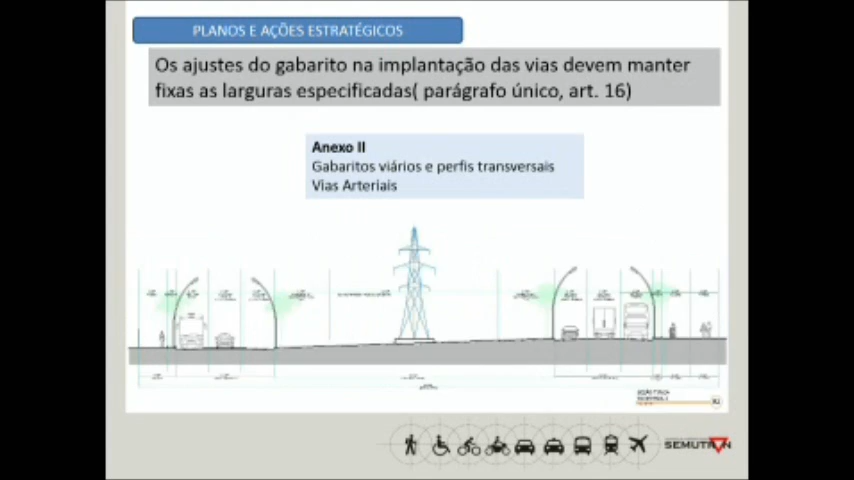 PLANOS E AÇÕES ESTRATÉGICOS
Os ajustes do gabarito na implantação das vias devem manter
fixas as larguras especificadas( parágrafo único, art. 16)
Anexo II
Gabaritos viários e perfis transversais
Vias Arteriais
SEMUTRAN